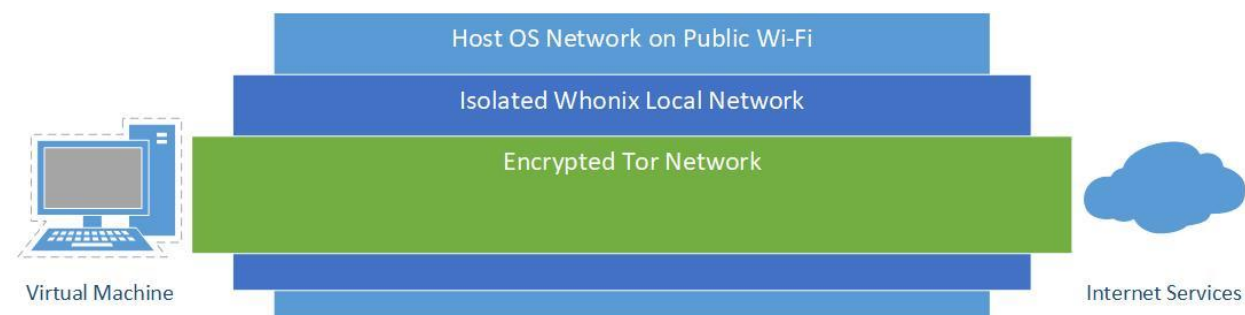 Host OS Network on Public Wi-Fi
Isolated Whonix Local Network
Encrypted Tor Network
Virtual Machine
Internet Services